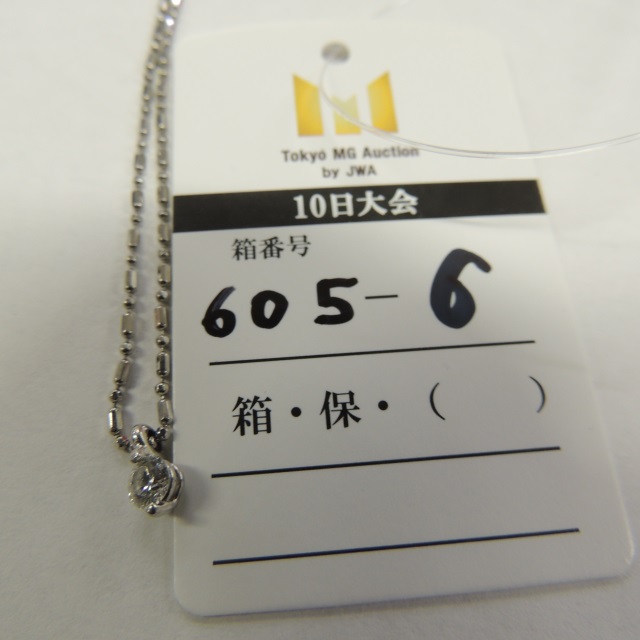 Tokyo MG Auction
by JWA
10日大会
箱番号
605-6
箱・保・（　　）